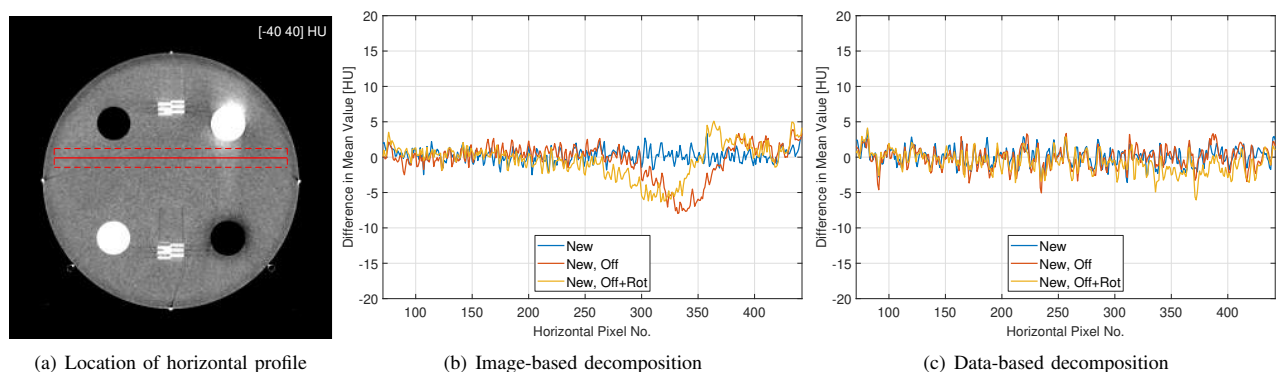 [-40 40] HU
Difference in Mean Value [HU]
20
15
10
5
0
-5
-10
-15
-20
New
New, Off
New, Off+Rot
100 150 200 250 300 350 400
Horizontal Pixel No.
Difference in Mean Value [HU]
20
15
10
5
0
-5
-10
-15
-20
New
New, Off
New, Off+Rot
100 150 200 250 300 350 400
Horizontal Pixel No.
(a) Location of horizontal profile
(b) Image-based decomposition
(c) Data-based decomposition